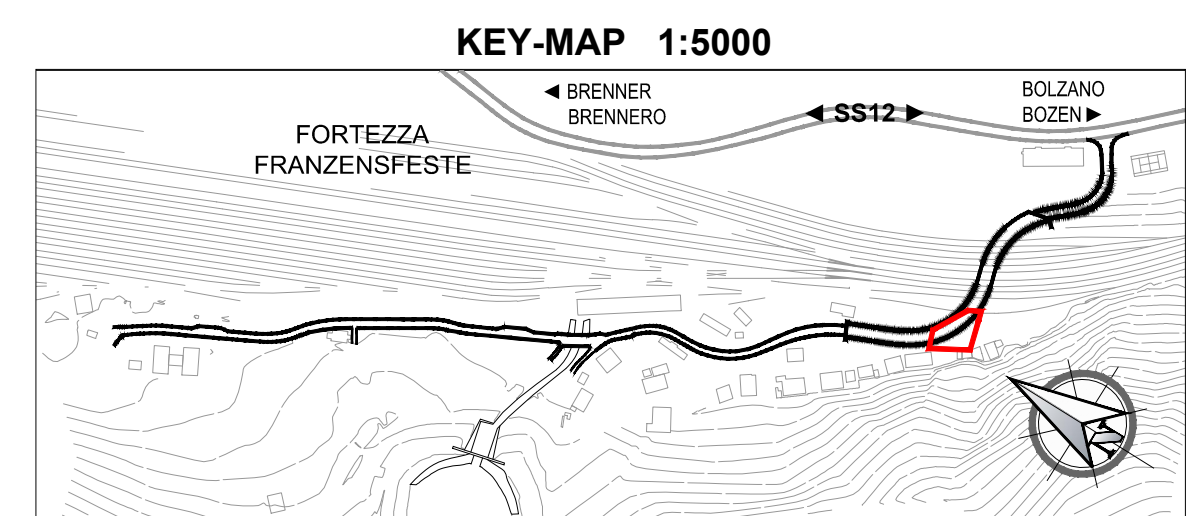 KEY-MAP 1:5000
◄ BRENNER
BRENNERO
◄ SS12 ►
BOLZANO
BOZEN ►
FORTEZZA
FRANZENSFESTE
N